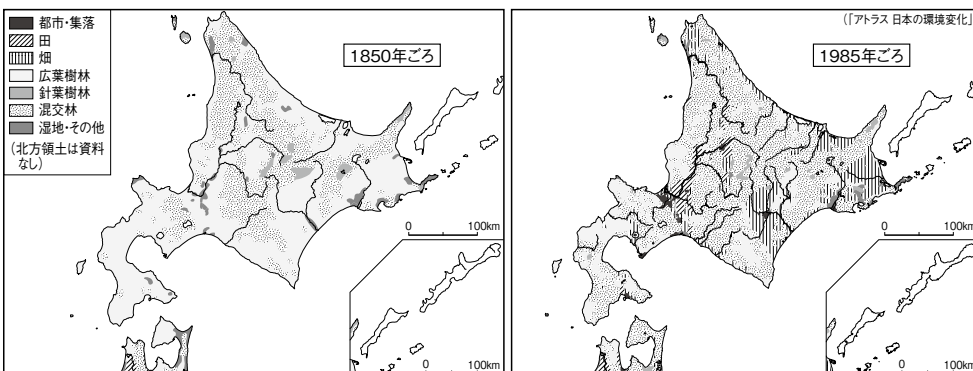 都市・集落
田
畑
広葉樹林
針葉樹林
混交林
湿地・その他
(北方領土は資料
なし)
1850年ごろ
0 100km
0 100km
(「アトラス 日本の環境変化」)
1985年ごろ
0 100km
0 100km